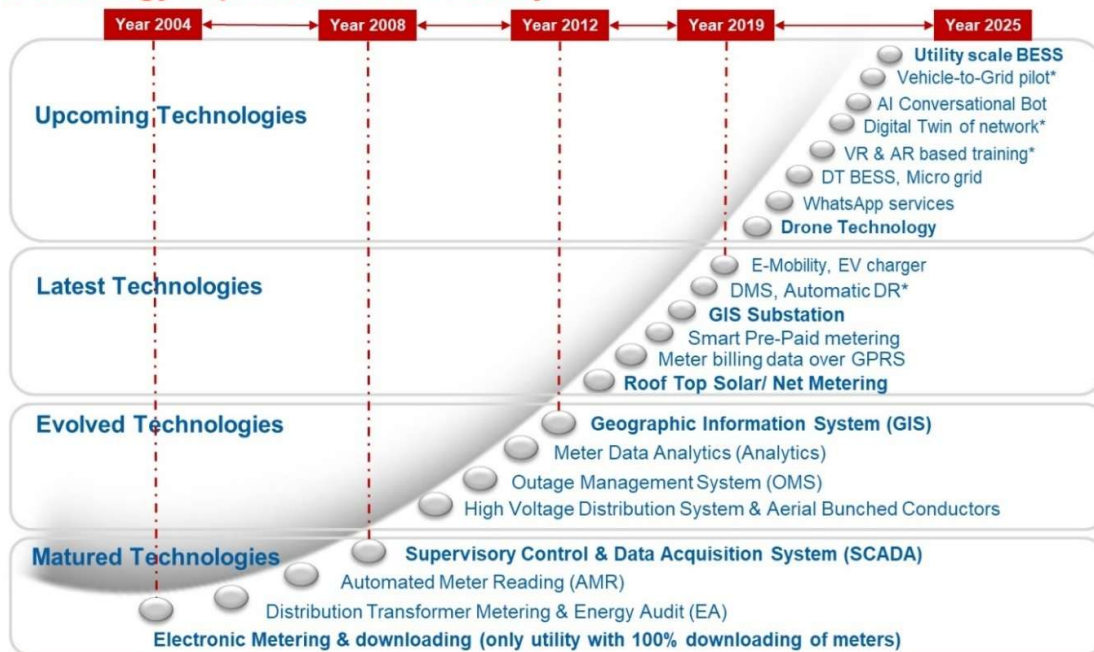 Year 2004
Year 2008
Year 2012
Year 2019
Year 2025
Upcoming Technologies
Utility scale BESS
Vehicle-to-Grid pilot*
AI Conversational Bot
Digital Twin of network*
VR & AR based training*
DT BESS, Micro grid
WhatsApp services
Drone Technology
Latest Technologies
E-Mobility, EV charger
DMS, Automatic DR*
GIS Substation
Smart Pre-Paid metering
Meter billing data over GPRS
Roof Top Solar/ Net Metering
Evolved Technologies
Geographic Information System (GIS)
Meter Data Analytics (Analytics)
Outage Management System (OMS)
High Voltage Distribution System & Aerial Bunched Conductors
Matured Technologies
Supervisory Control & Data Acquisition System (SCADA)
Automated Meter Reading (AMR)
Distribution Transformer Metering & Energy Audit (EA)
Electronic Metering & downloading (only utility with 100% downloading of meters)